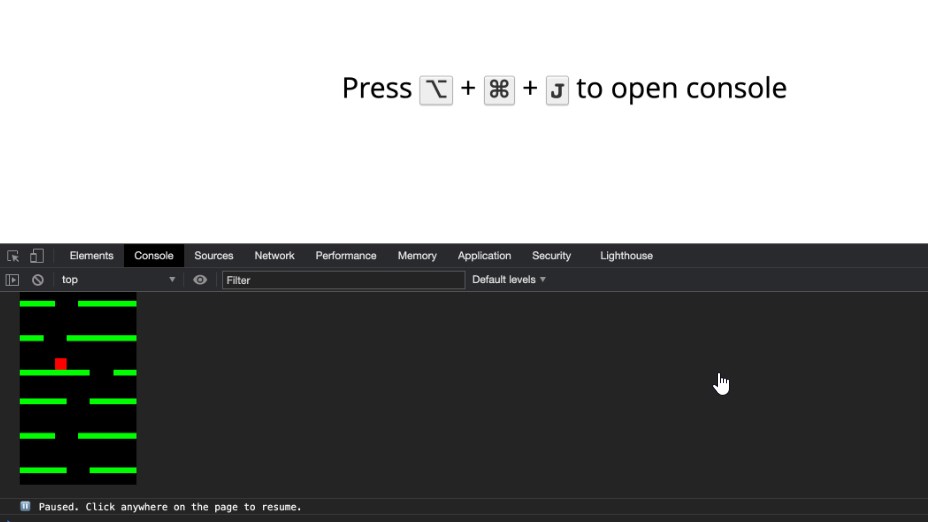 Press ⌥ + ⌘ + J to open console
Elements Console Sources Network Performance Memory Application Security Lighthouse
top Filter Default levels
Paused. Click anywhere on the page to resume.